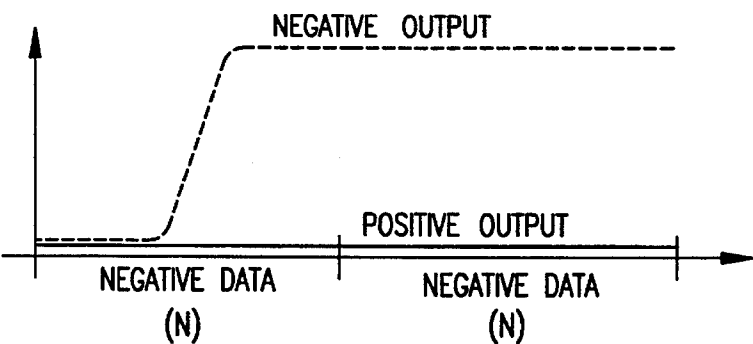 NEGATIVE OUTPUT
POSITIVE OUTPUT
NEGATIVE DATA
(N)
NEGATIVE DATA
(N)